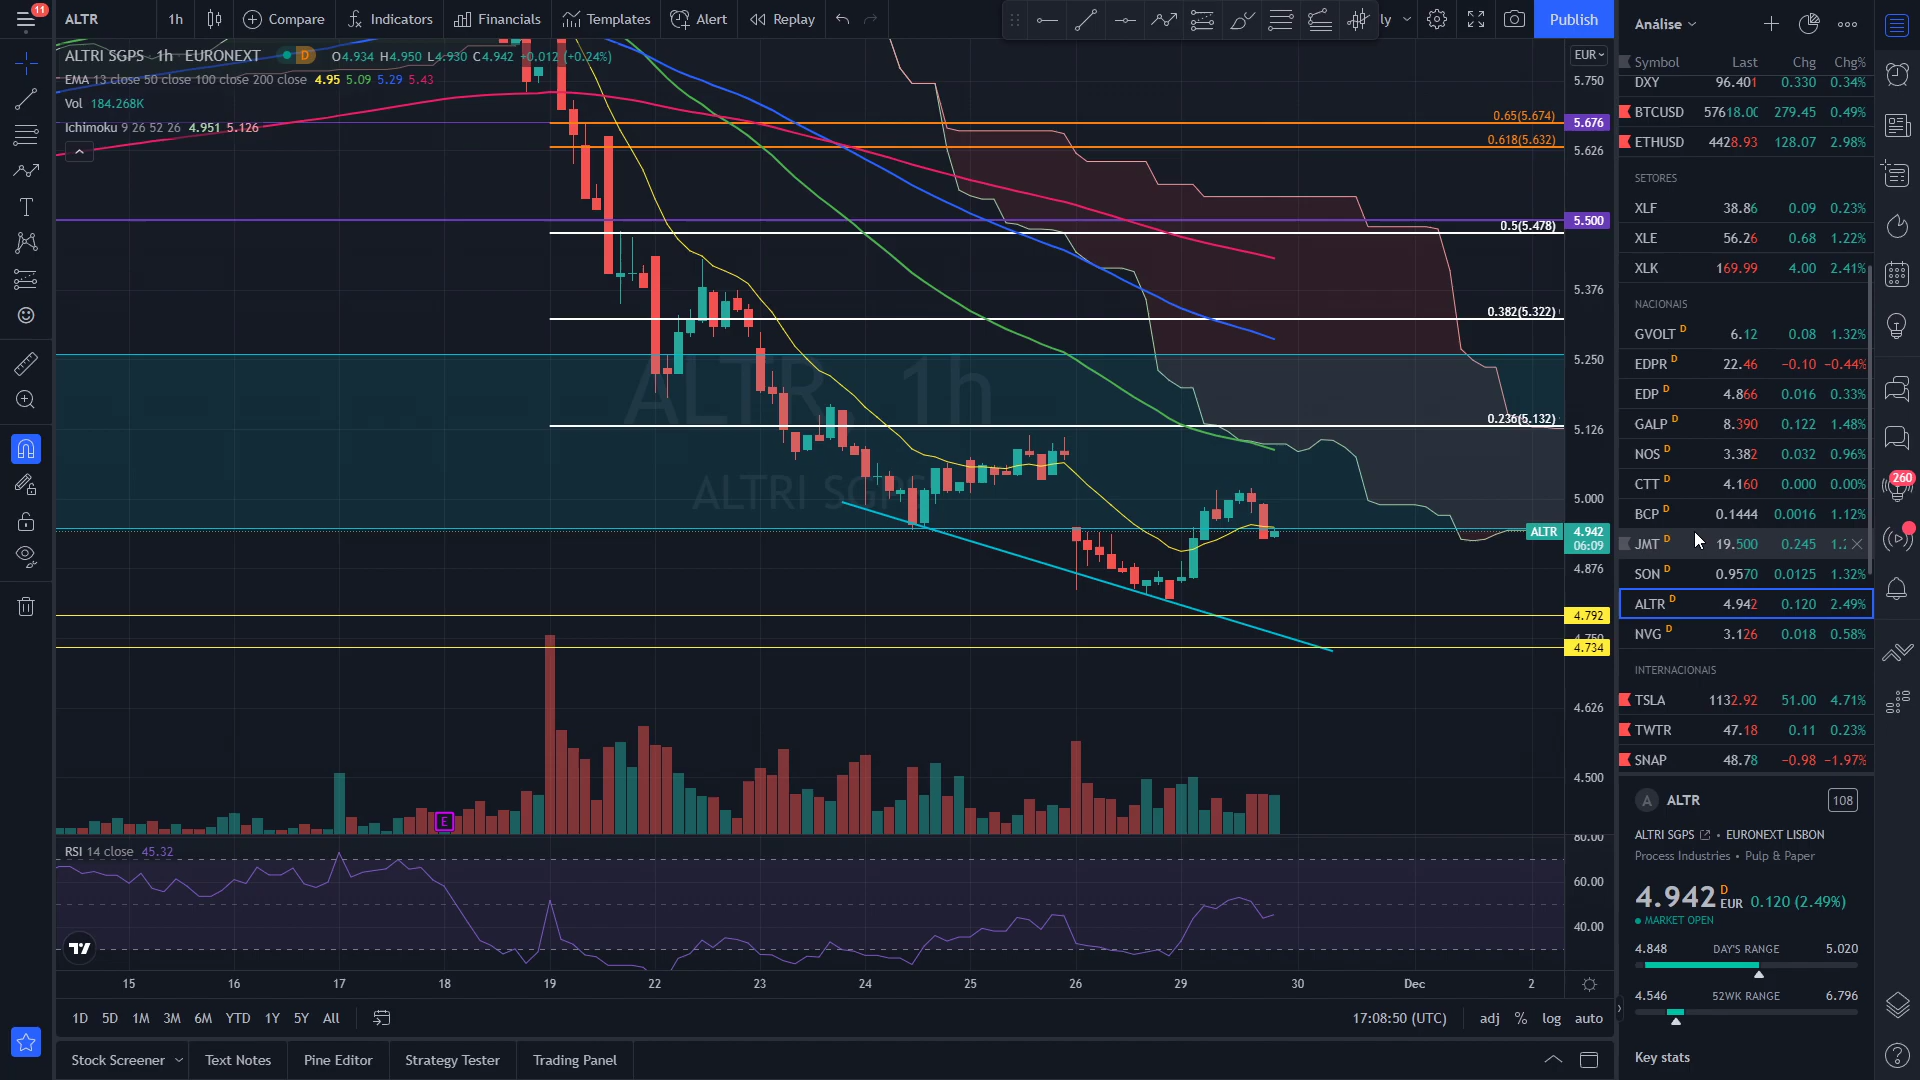 11
ALTR
1h
Compare
Indicators
Financials
Templates
Alert
Replay
ly
Publish
ALTRI SGPS · 1h · EURONEXT D O4.934 H4.950 L4.930 C4.942 +0.012 (+0.24%)
EMA 13 close 50 close 100 close 200 close 4.95 5.09 5.29 5.43
Vol 184.268K
Ichimoku 9 26 52 26 4.951 5.126
EUR
5.750
0.65(5.674)
5.676
0.618(5.632)
5.626
5.500
0.5(5.478)
5.376
0.382(5.322)
5.250
ALTR 1h
0.236(5.132)
5.126
ALTRI SGPS
5.000
ALTR 4.942
06:09
4.876
4.792
4.750
4.734
4.626
4.500
E
RSI 14 close 45.32
80.00
60.00
40.00
15 16 17 18 19 22 23 24 25 26 29 30 Dec 2
1D 5D 1M 3M 6M YTD 1Y 5Y All
17:08:50 (UTC) adj % log auto
Stock Screener
Text Notes
Pine Editor
Strategy Tester
Trading Panel
Análise
Symbol Last Chg Chg%
DXY 96.401 0.330 0.34%
BTCUSD 57618.00 279.45 0.49%
ETHUSD 4428.93 128.07 2.98%
SETORES
XLF 38.86 0.09 0.23%
XLE 56.26 0.68 1.22%
XLK 169.99 4.00 2.41%
NACIONAIS
GVOLT D 6.12 0.08 1.32%
EDPR D 22.46 −0.10 −0.44%
EDP D 4.866 0.016 0.33%
GALP D 8.390 0.122 1.48%
NOS D 3.382 0.032 0.96%
CTT D 4.160 0.000 0.00%
BCP D 0.1444 0.0016 1.12%
JMT D 19.500 0.245
SON D 0.9570 0.0125 1.32%
ALTR D 4.942 0.120 2.49%
NVG D 3.126 0.018 0.58%
INTERNACIONAIS
TSLA 1132.92 51.00 4.71%
TWTR 47.18 0.11 0.23%
SNAP 48.78 −0.98 −1.97%
A ALTR 108
ALTRI SGPS • EURONEXT LISBON
Process Industries • Pulp & Paper
4.942 D EUR 0.120 (2.49%)
MARKET OPEN
4.848 DAY'S RANGE 5.020
4.546 52WK RANGE 6.796
Key stats
260